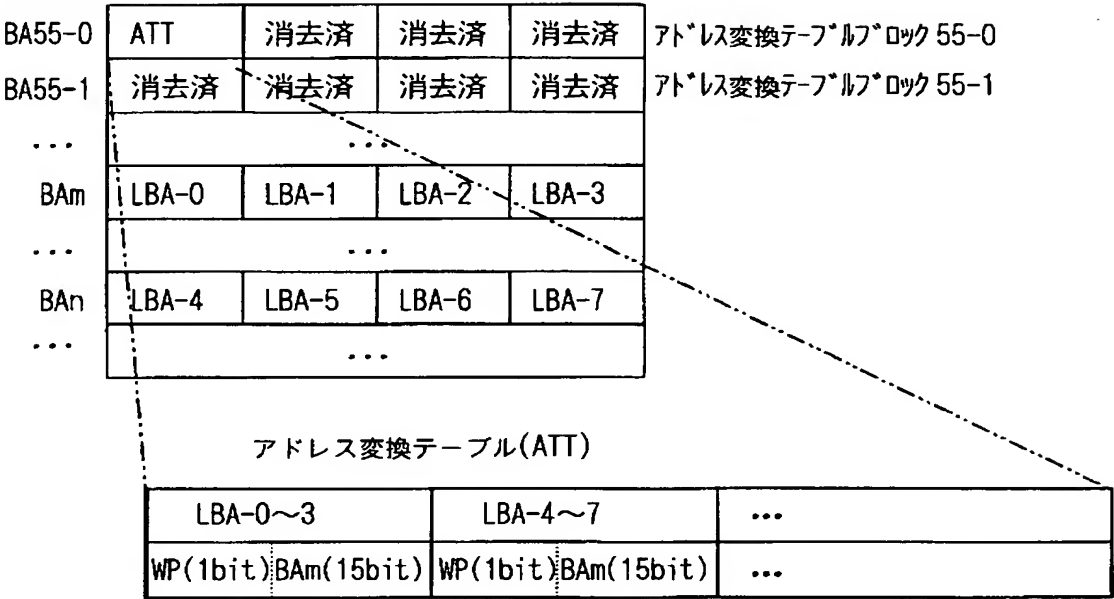 BA55-0 ATT 消去済 消去済 消去済 アドレス変換テーブルブロック 55-0
BA55-1 消去済 消去済 消去済 消去済 アドレス変換テーブルブロック 55-1
... ...
BAm LBA-0 LBA-1 LBA-2 LBA-3
... ...
BAn LBA-4 LBA-5 LBA-6 LBA-7
... ...
アドレス変換テーブル(ATT)
LBA-0〜3 LBA-4〜7 ...
WP(1bit) BAm(15bit) WP(1bit) BAm(15bit) ...